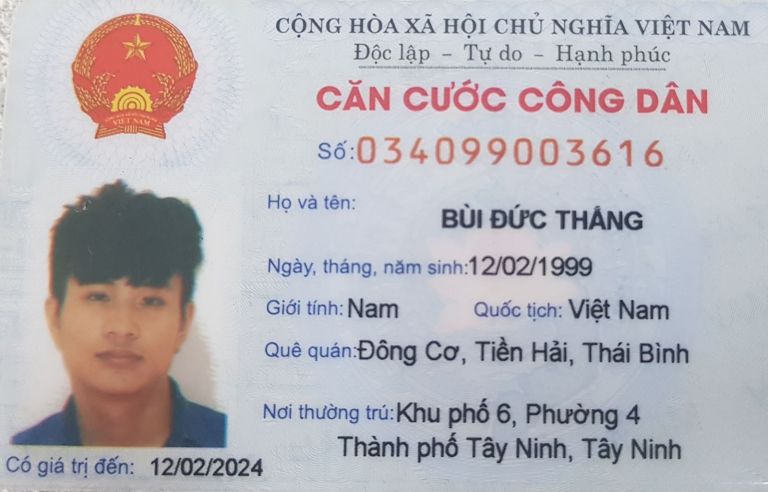 CỘNG HÒA XÃ HỘI CHỦ NGHĨA VIỆT NAM
Độc lập - Tự do - Hạnh phúc
CĂN CƯỚC CÔNG DÂN
Số: 034099003616
Họ và tên:
BÙI ĐỨC THẮNG
Ngày, tháng, năm sinh: 12/02/1999
Giới tính: Nam Quốc tịch: Việt Nam
Quê quán: Đông Cơ, Tiền Hải, Thái Bình
Nơi thường trú: Khu phố 6, Phường 4
Thành phố Tây Ninh, Tây Ninh
Có giá trị đến: 12/02/2024